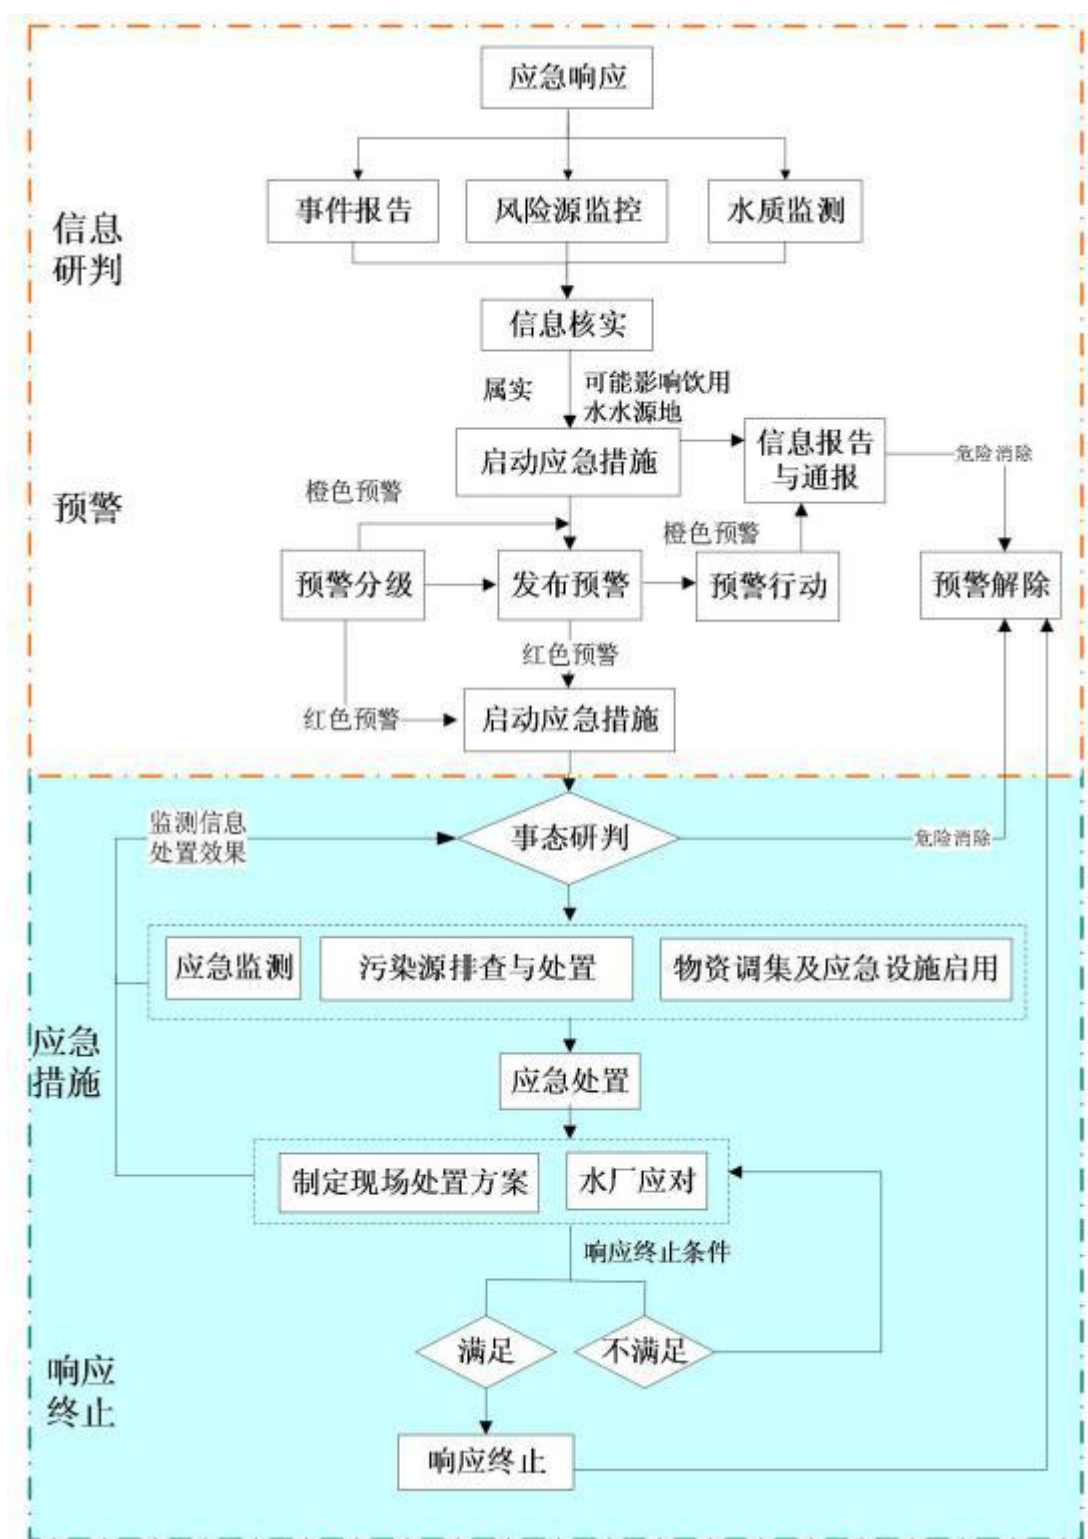 应急响应
事件报告
风险源监控
水质监测
信息
研判
信息核实
属实
可能影响饮用
水水源地
启动应急措施
信息报告
与通报
危险消除
预警
橙色预警
橙色预警
预警分级
发布预警
预警行动
预警解除
红色预警
红色预警
启动应急措施
监测信息
处置效果
事态研判
危险消除
应急监测
污染源排查与处置
物资调集及应急设施启用
应急
措施
应急处置
制定现场处置方案
水厂应对
响应终止条件
满足
不满足
响应
终止
响应终止